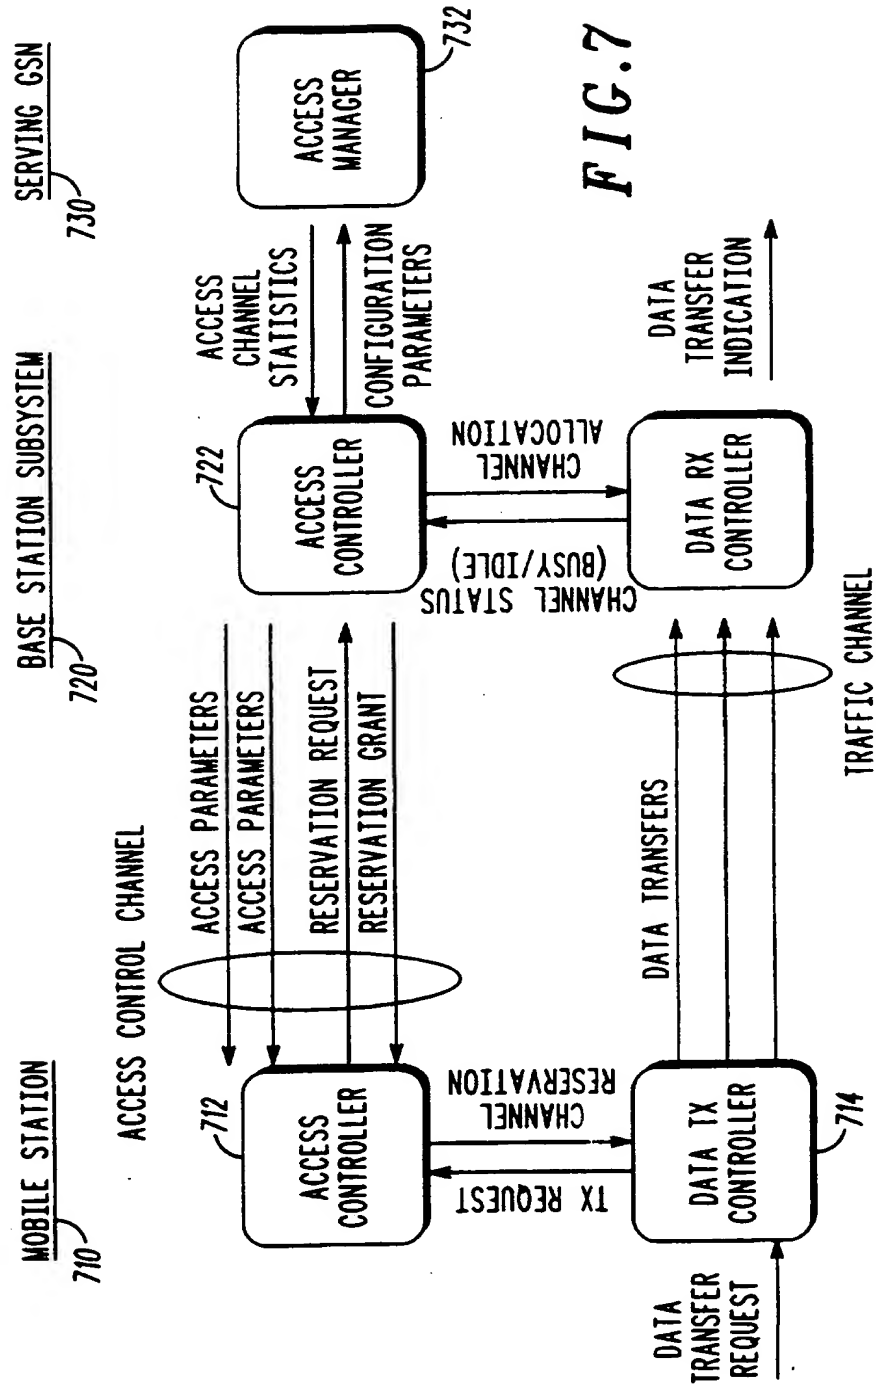 MOBILE STATION
710
BASE STATION SUBSYSTEM
720
SERVING GSN
730
ACCESS CONTROL CHANNEL
ACCESS PARAMETERS
ACCESS PARAMETERS
RESERVATION REQUEST
RESERVATION GRANT
712
ACCESS
CONTROLLER
722
ACCESS
CONTROLLER
ACCESS
CHANNEL
STATISTICS
CONFIGURATION
PARAMETERS
ACCESS
MANAGER
732
TX REQUEST
CHANNEL
RESERVATION
CHANNEL STATUS
(BUSY/IDLE)
CHANNEL
ALLOCATION
DATA
TRANSFER
REQUEST
DATA TX
CONTROLLER
714
DATA TRANSFERS
TRAFFIC CHANNEL
DATA RX
CONTROLLER
DATA
TRANSFER
INDICATION
FIG.7